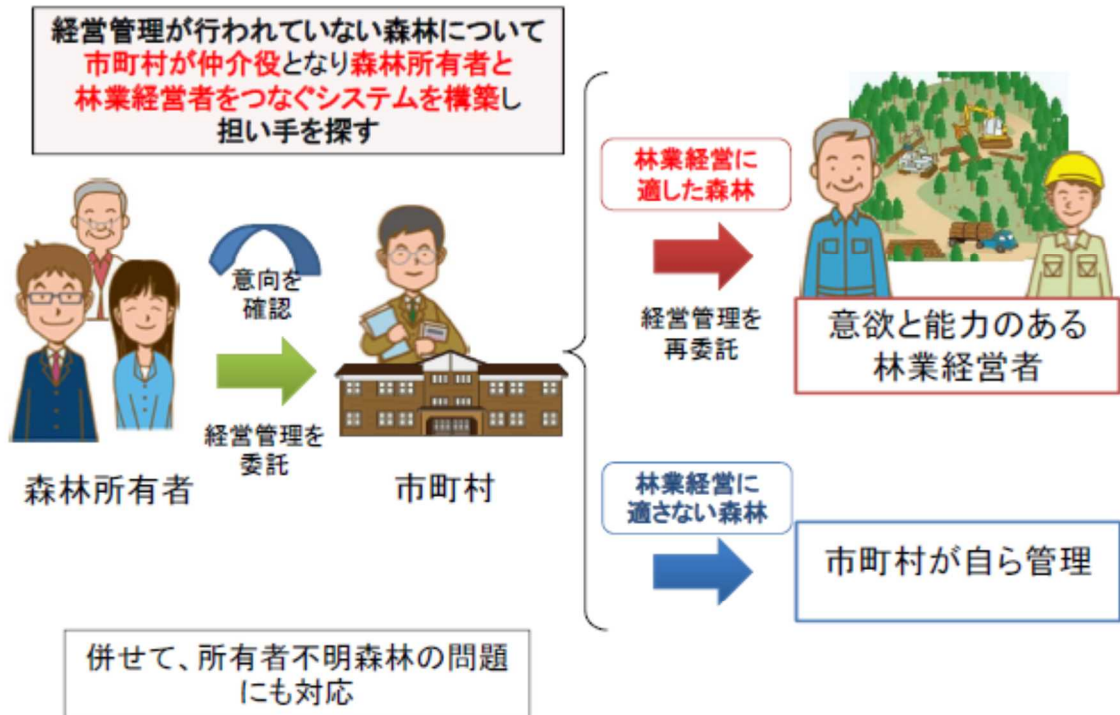 経営管理が行われていない森林について
市町村が仲介役となり森林所有者と
林業経営者をつなぐシステムを構築し
担い手を探す
意向を
確認
経営管理を
委託
森林所有者
市町村
林業経営に
適した森林
経営管理を
再委託
意欲と能力のある
林業経営者
林業経営に
適さない森林
市町村が自ら管理
併せて、所有者不明森林の問題
にも対応